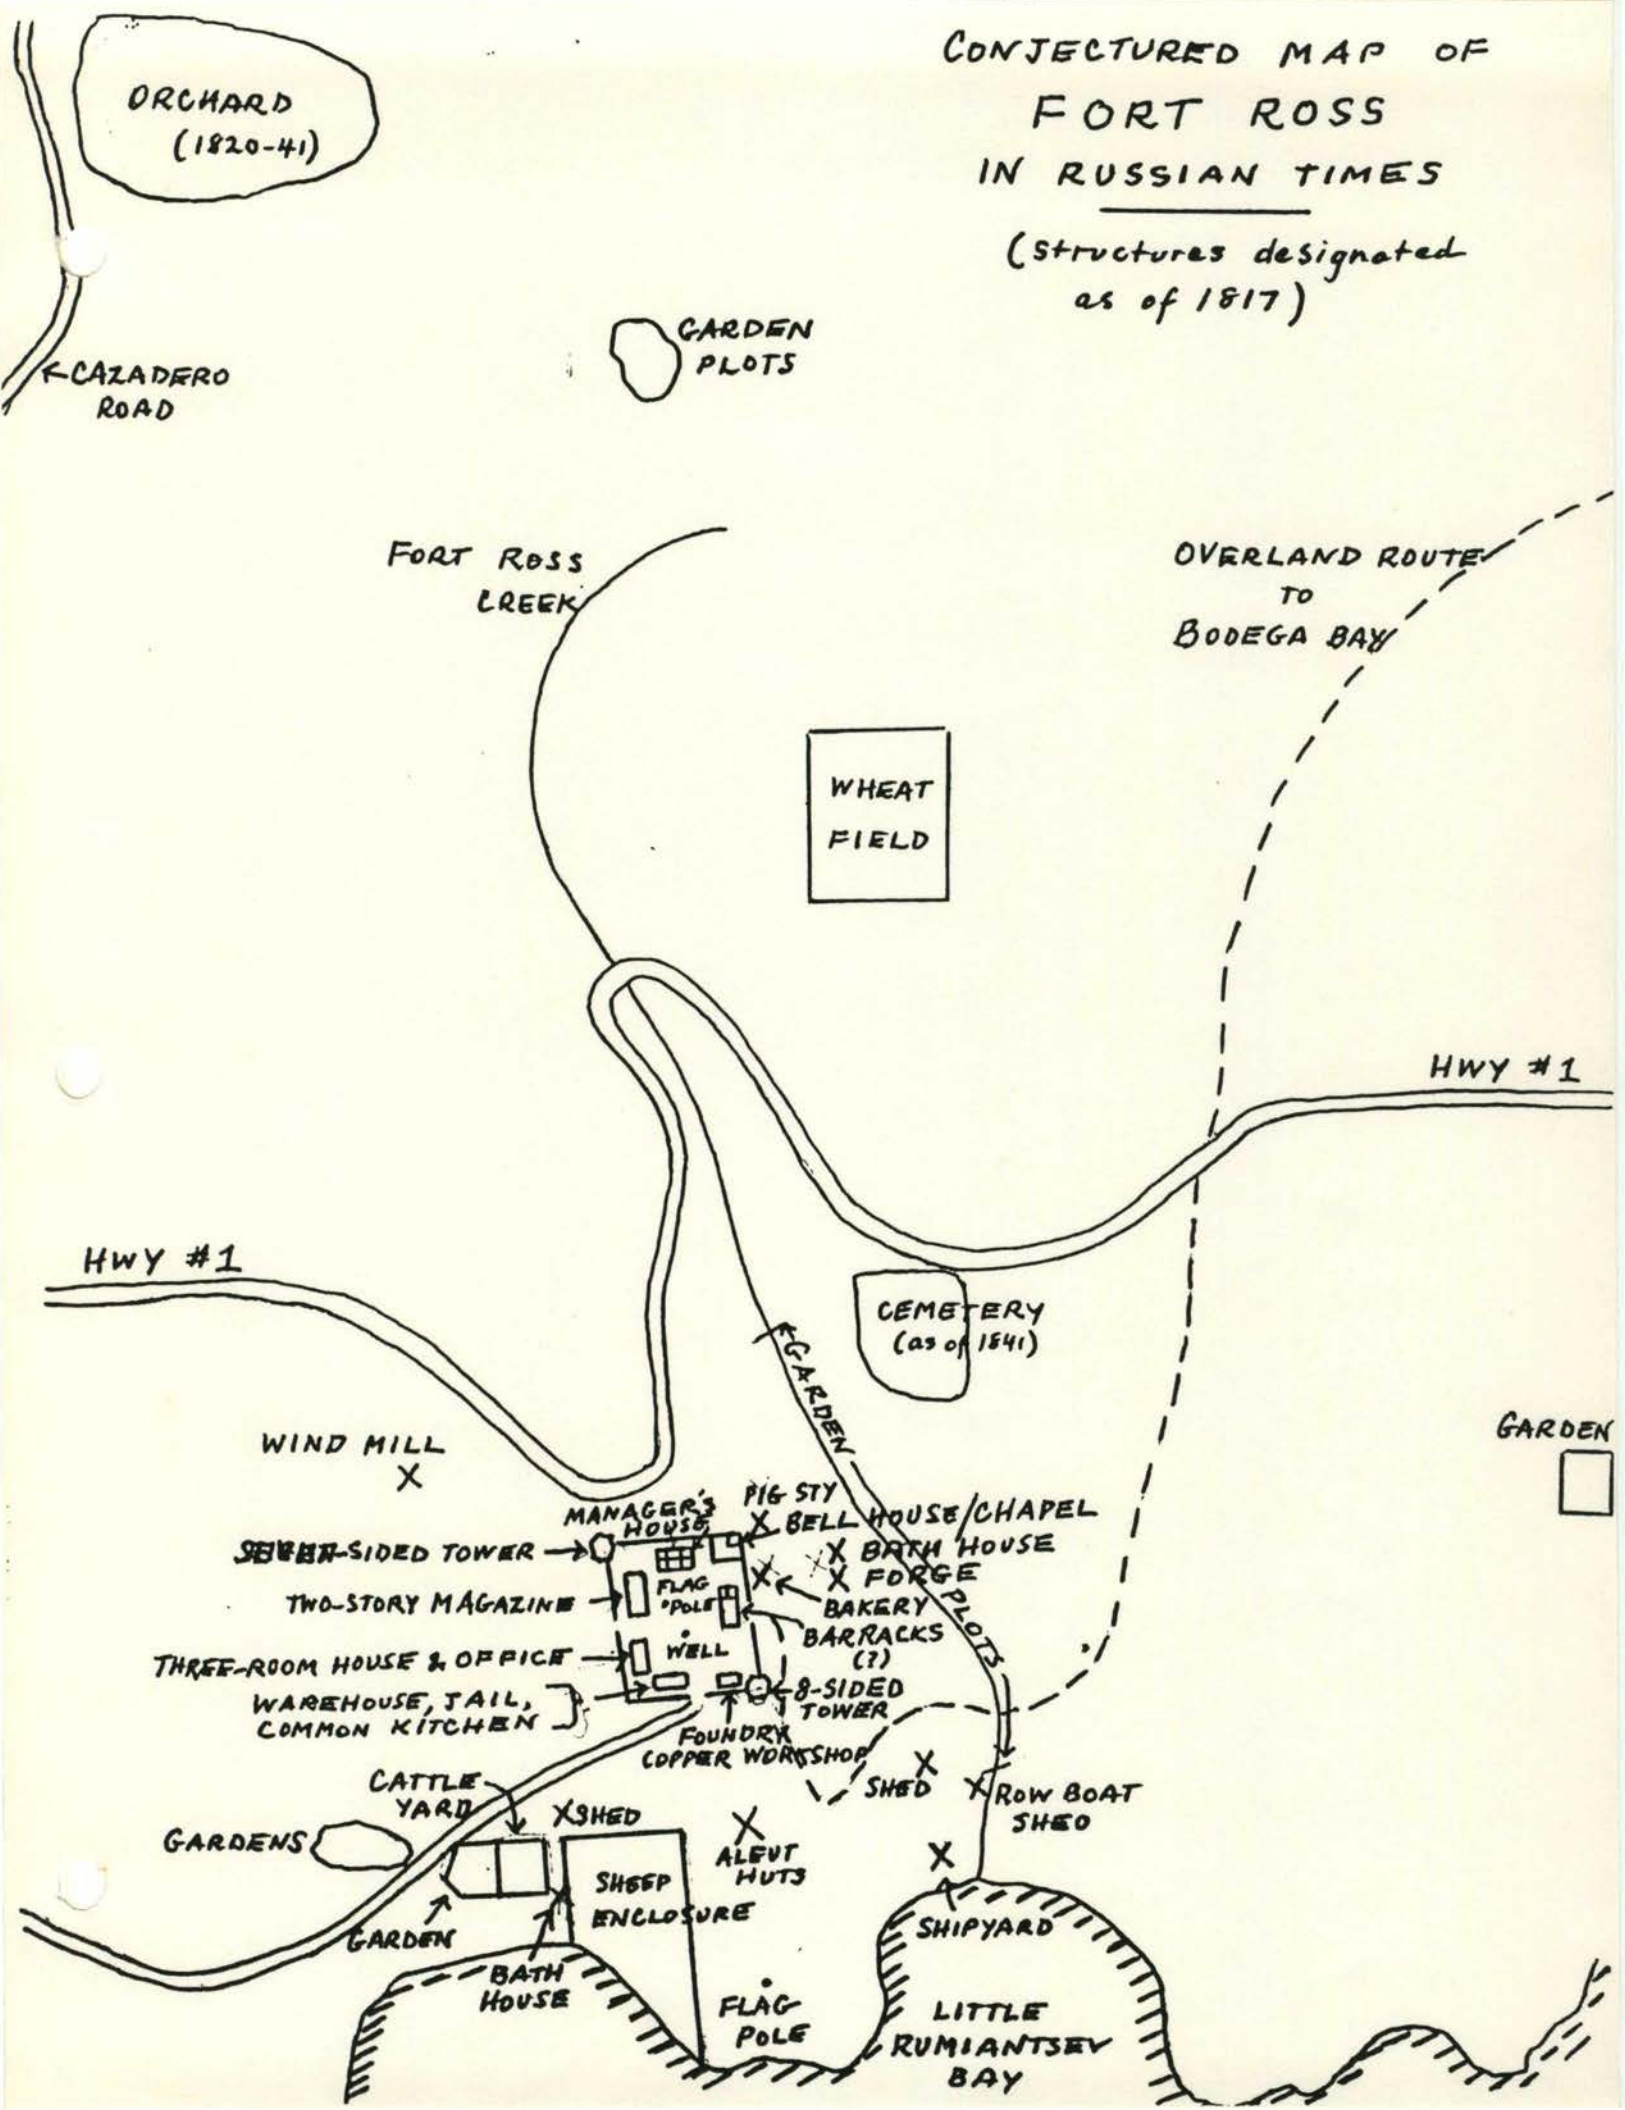 CONJECTURED MAP OF
FORT ROSS
IN RUSSIAN TIMES
(structures designated
as of 1817)
ORCHARD
(1820-41)
GARDEN
PLOTS
CAZADERO
ROAD
FORT ROSS
CREEK
OVERLAND ROUTE
TO
BODEGA BAY
WHEAT
FIELD
HWY #1
HWY #1
CEMETERY
(as of 1841)
GARDEN
PLOTS
GARDEN
WIND MILL
X
MANAGER'S
HOUSE
PIG STY
X BELL HOUSE/CHAPEL
X BATH HOUSE
X FORGE
X
BAKERY
BARRACKS
(?)
-SIDED TOWER
TWO-STORY MAGAZINE
FLAG
POLE
WELL
THREE-ROOM HOUSE & OFFICE
WAREHOUSE, JAIL,
COMMON KITCHEN
8-SIDED
TOWER
FOUNDRY
COPPER WORKSHOP
X
SHED
X ROW BOAT
SHED
CATTLE
YARD
X SHED
X
ALEUT
HUTS
GARDENS
SHEEP
ENCLOSURE
GARDEN
BATH
HOUSE
X
SHIPYARD
FLAG
POLE
LITTLE
RUMIANTSEV
BAY